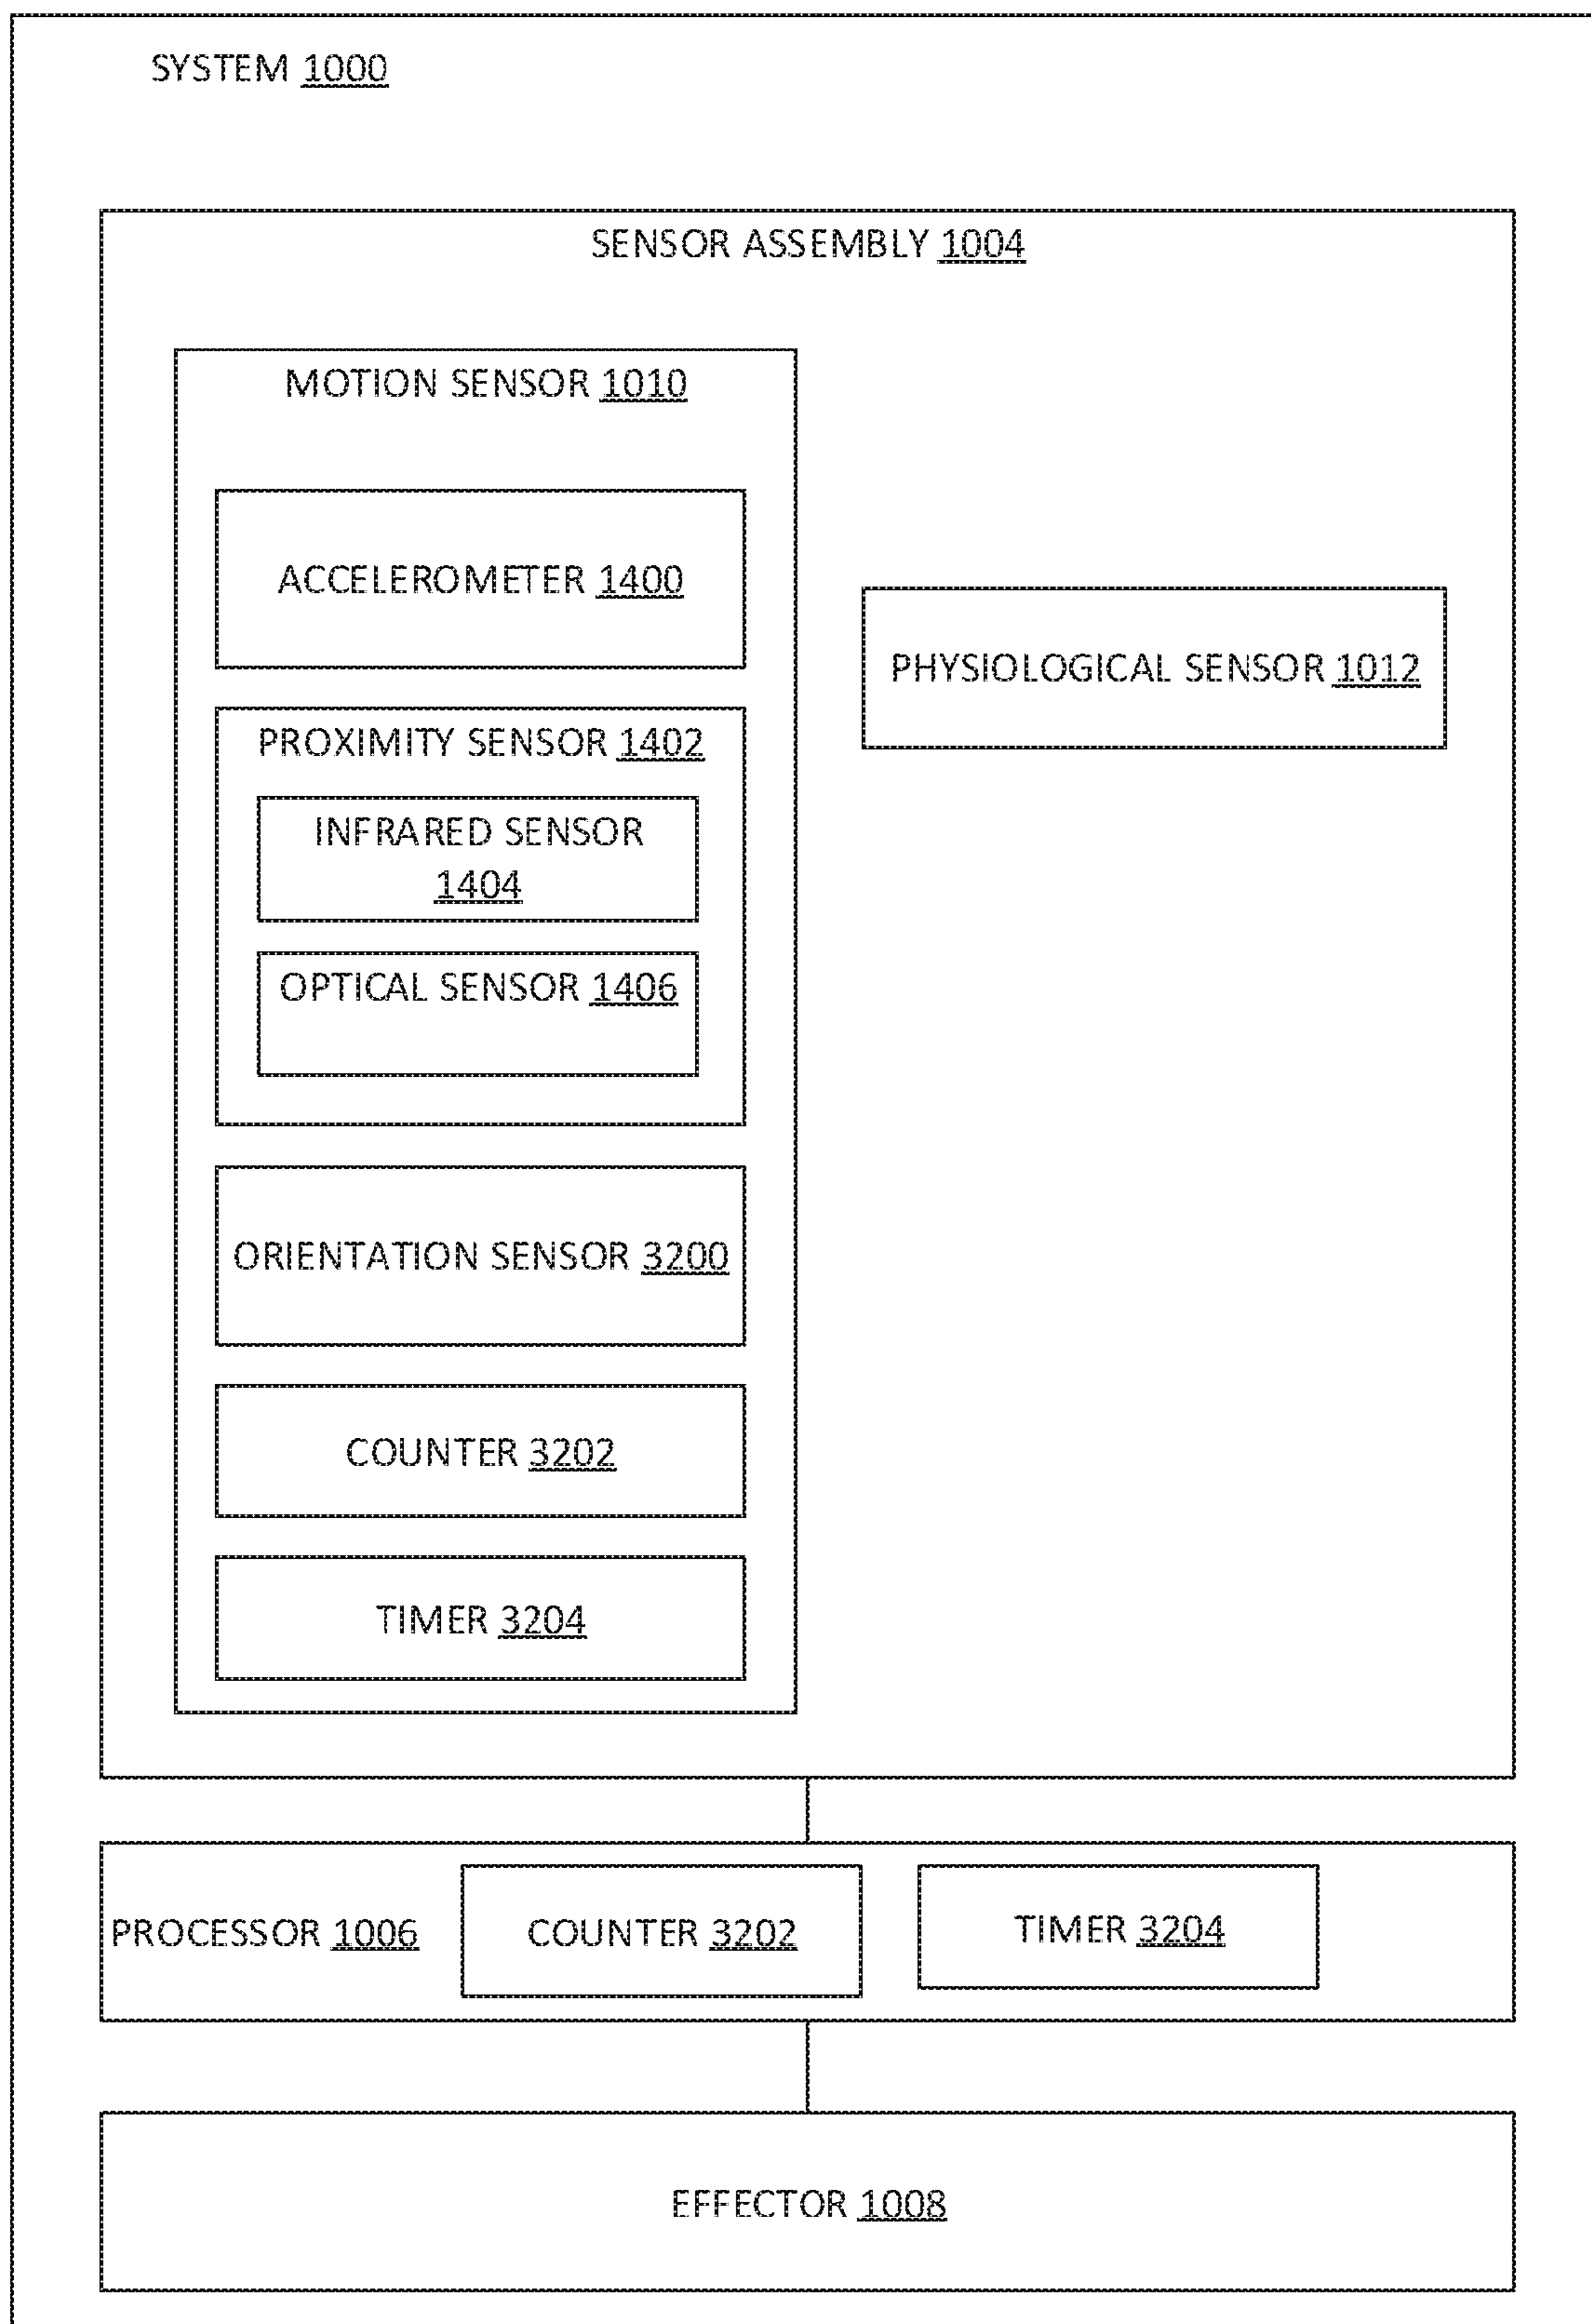 SYSTEM 1000
SENSOR ASSEMBLY 1004
MOTION SENSOR 1010
ACCELEROMETER 1400
PHYSIOLOGICAL SENSOR 1012
PROXIMITY SENSOR 1402
INFRARED SENSOR
1404
OPTICAL SENSOR 1406
ORIENTATION SENSOR 3200
COUNTER 3202
TIMER 3204
PROCESSOR 1006
COUNTER 3202
TIMER 3204
EFFECTOR 1008